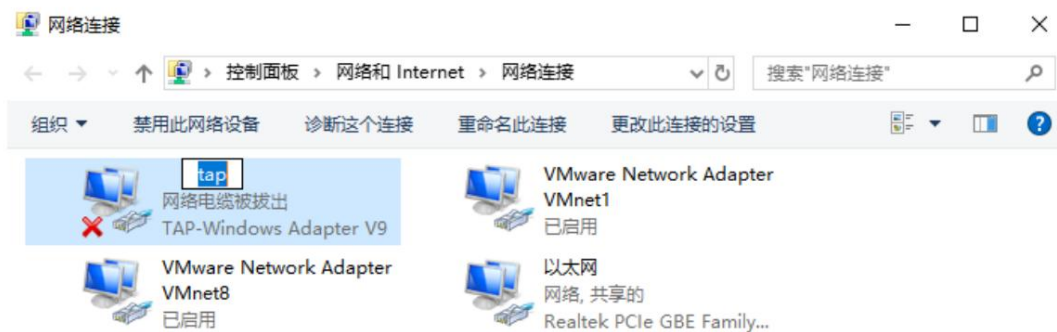 网络连接
控制面板 > 网络和 Internet > 网络连接
搜索"网络连接"
组织 禁用此网络设备 诊断这个连接 重命名此连接 更改此连接的设置
tap
网络电缆被拔出
TAP-Windows Adapter V9
VMware Network Adapter
VMnet1
已启用
VMware Network Adapter
VMnet8
已启用
以太网
网络, 共享的
Realtek PCIe GBE Family...